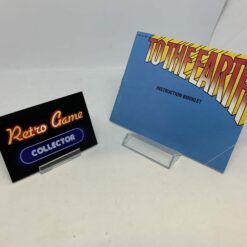 TO THE EARTH
INSTRUCTION BOOKLET
Retro Game
COLLECTOR